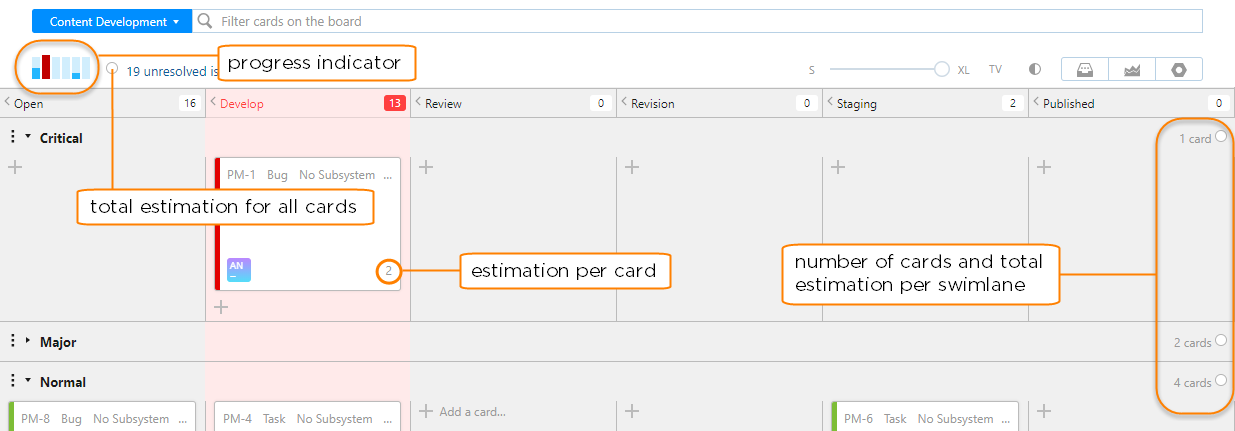 Content Development
Filter cards on the board
progress indicator
19 unresolved is
S
XL
TV
Open 16
Develop 13
Review 0
Revision 0
Staging 2
Published 0
Critical
1 card
PM-1 Bug No Subsystem ...
total estimation for all cards
AN
2
estimation per card
number of cards and total
estimation per swimlane
Major
2 cards
Normal
4 cards
PM-8 Bug No Subsystem ...
PM-4 Task No Subsystem ...
Add a card...
PM-6 Task No Subsystem ...